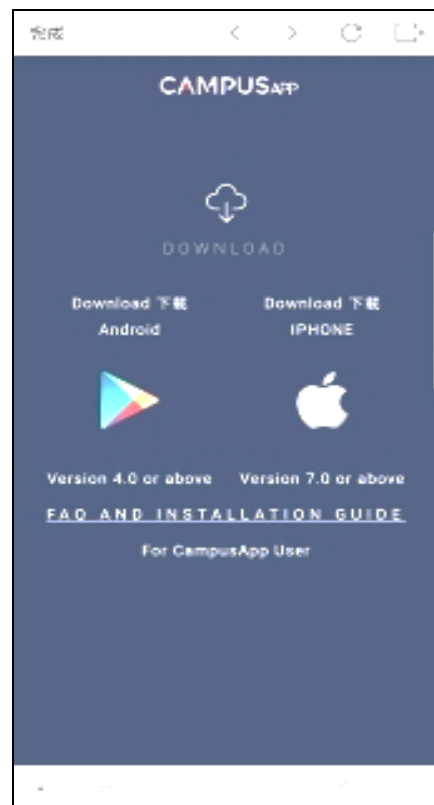 完成
CAMPUSAPP
DOWNLOAD
Download 下載
Android
Download 下載
IPHONE
Version 4.0 or above
Version 7.0 or above
FAQ AND INSTALLATION GUIDE
For CampusApp User